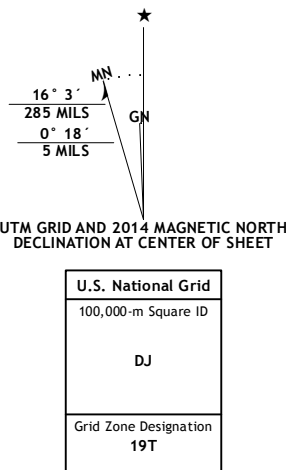 MN
16° 3´
285 MILS
GN
0° 18´
5 MILS
UTM GRID AND 2014 MAGNETIC NORTH
DECLINATION AT CENTER OF SHEET
U.S. National Grid
100,000-m Square ID
DJ
Grid Zone Designation
19T